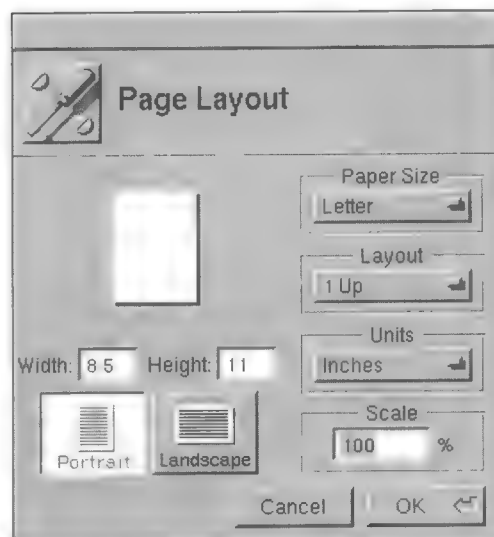 Page Layout
Paper Size
Letter
Layout
1 Up
Units
Inches
Width: 8.5 Height: 11
Scale
100 %
Portrait Landscape
Cancel OK